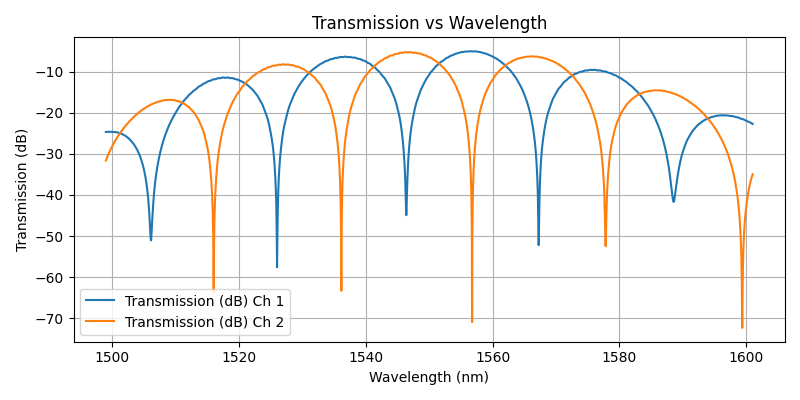 Transmission vs Wavelength
Transmission (dB)
−10
−20
−30
−40
−50
−60
−70
Transmission (dB) Ch 1
Transmission (dB) Ch 2
1500 1520 1540 1560 1580 1600
Wavelength (nm)